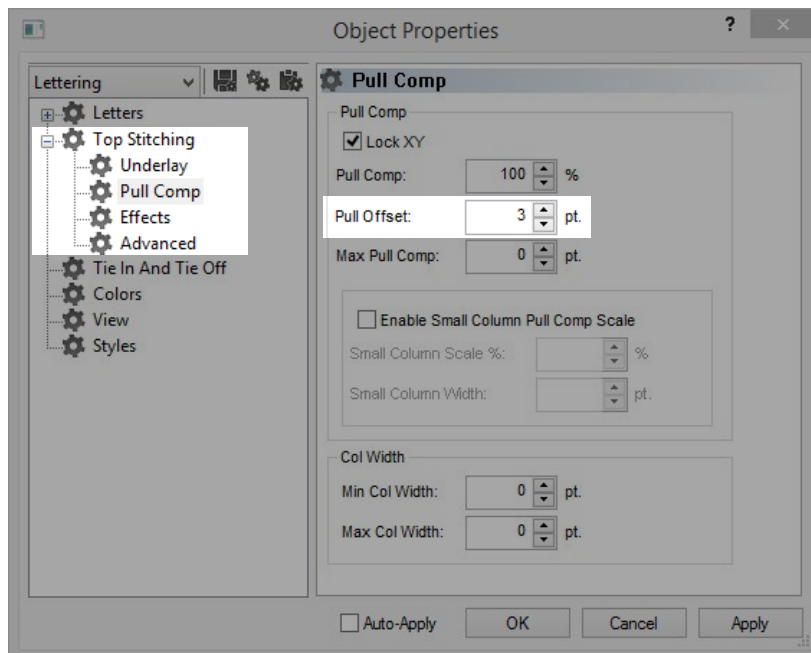 Object Properties
?
Lettering
Letters
Top Stitching
Underlay
Pull Comp
Effects
Advanced
Tie In And Tie Off
Colors
View
Styles
Pull Comp
Pull Comp
Lock XY
Pull Comp: 100 %
Pull Offset: 3 pt.
Max Pull Comp: 0 pt.
Enable Small Column Pull Comp Scale
Small Column Scale %: %
Small Column Width: pt.
Col Width
Min Col Width: 0 pt.
Max Col Width: 0 pt.
Auto-Apply OK Cancel Apply